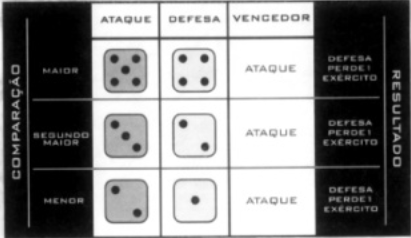 ATAQUE DEFESA VENCEDOR
COMPARAÇÃO
MAIOR ATAQUE DEFESA
PERDE 1
EXÉRCITO
SEGUNDO
MAIOR ATAQUE DEFESA
PERDE 1
EXÉRCITO
MENOR ATAQUE DEFESA
PERDE 1
EXÉRCITO
RESULTADO